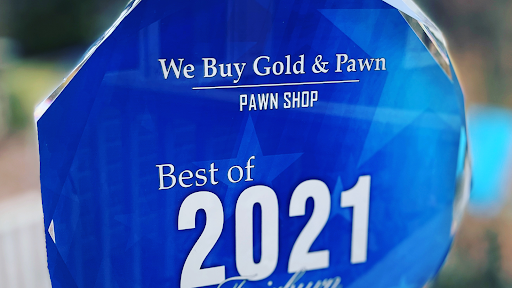 We Buy Gold & Pawn
PAWN SHOP
Best of
2021